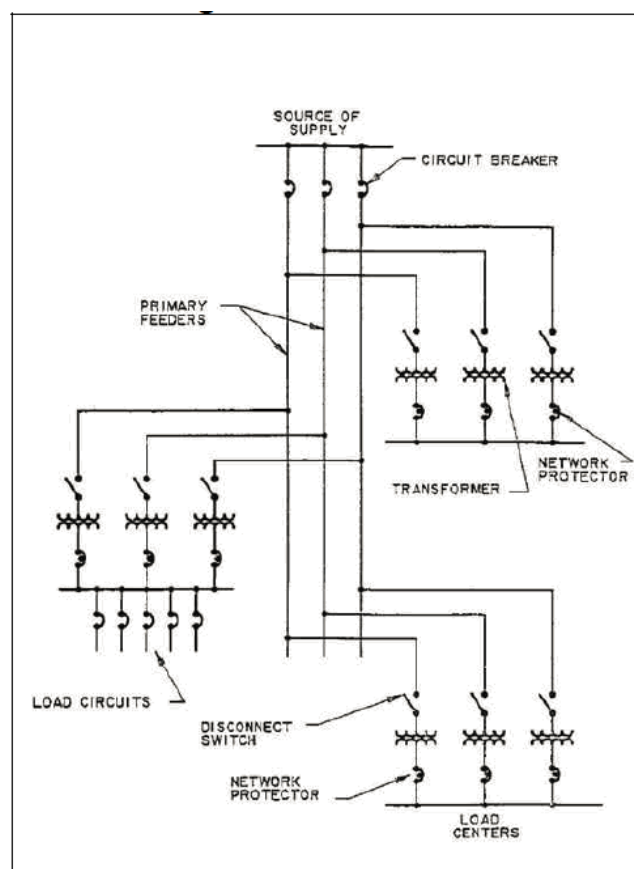 SOURCE OF
SUPPLY
CIRCUIT BREAKER
PRIMARY
FEEDERS
NETWORK
PROTECTOR
TRANSFORMER
LOAD CIRCUITS
DISCONNECT
SWITCH
NETWORK
PROTECTOR
LOAD
CENTERS